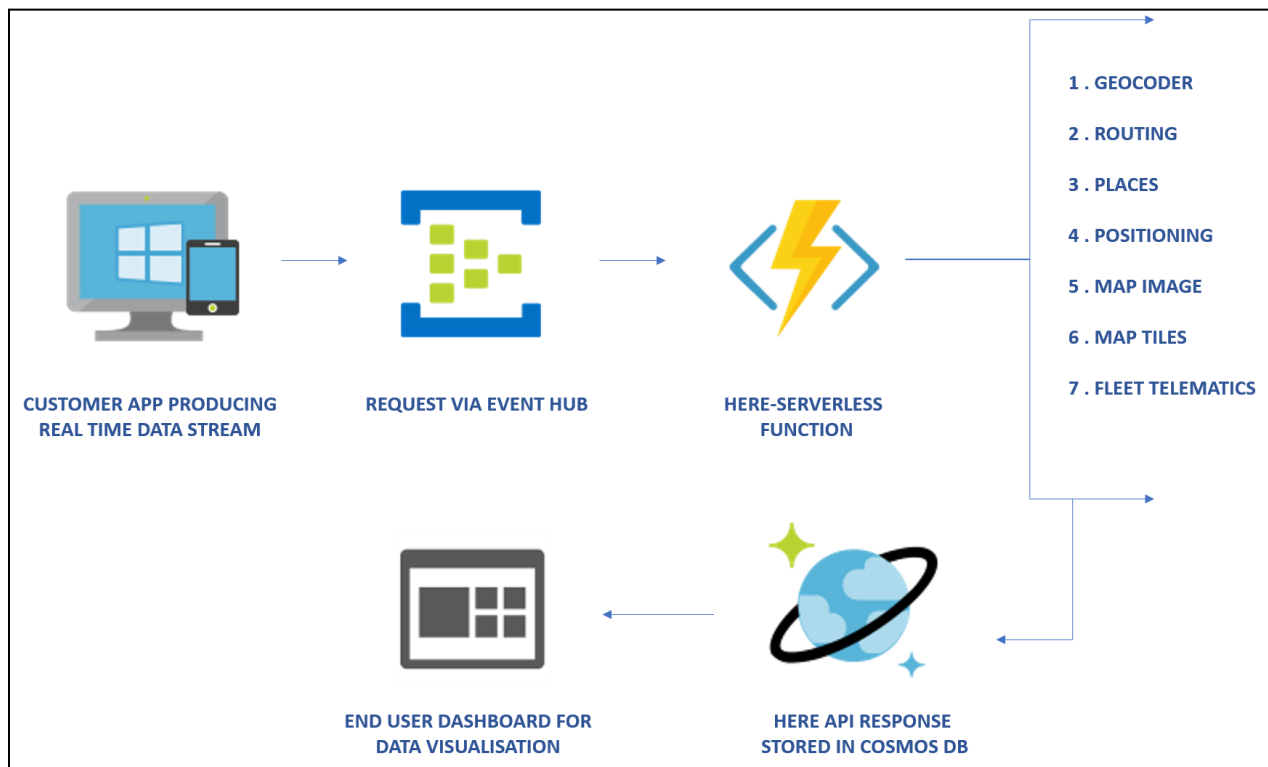 1 . GEOCODER
2 . ROUTING
3 . PLACES
4 . POSITIONING
5 . MAP IMAGE
6 . MAP TILES
7 . FLEET TELEMATICS
CUSTOMER APP PRODUCING
REAL TIME DATA STREAM
REQUEST VIA EVENT HUB
HERE-SERVERLESS
FUNCTION
END USER DASHBOARD FOR
DATA VISUALISATION
HERE API RESPONSE
STORED IN COSMOS DB